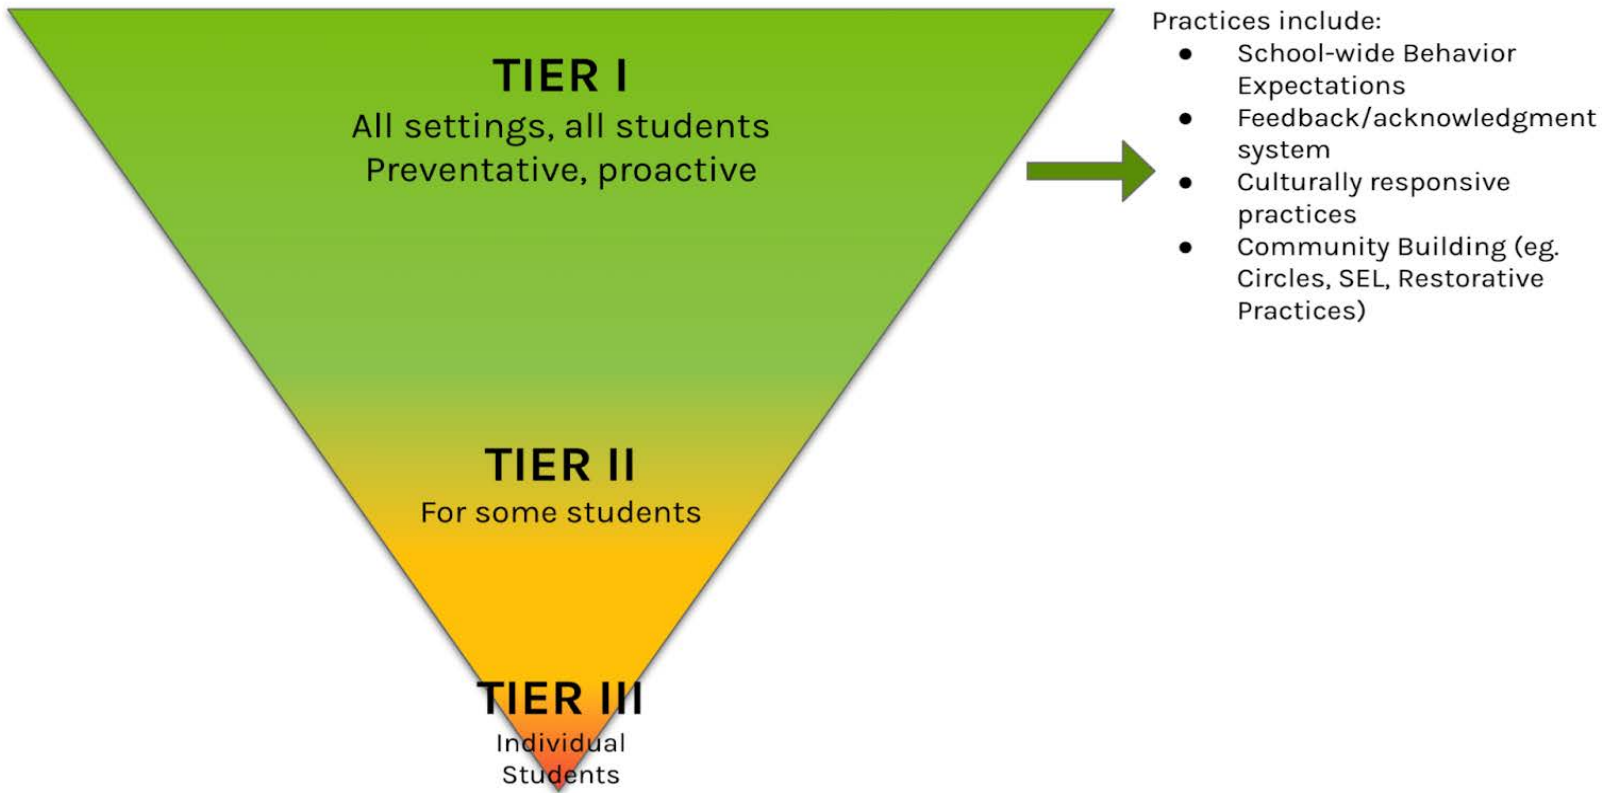 TIER I
All settings, all students
Preventative, proactive
TIER II
For some students
TIER III
Individual
Students
Practices include:
● School-wide Behavior
Expectations
● Feedback/acknowledgment
system
● Culturally responsive
practices
● Community Building (eg.
Circles, SEL, Restorative
Practices)